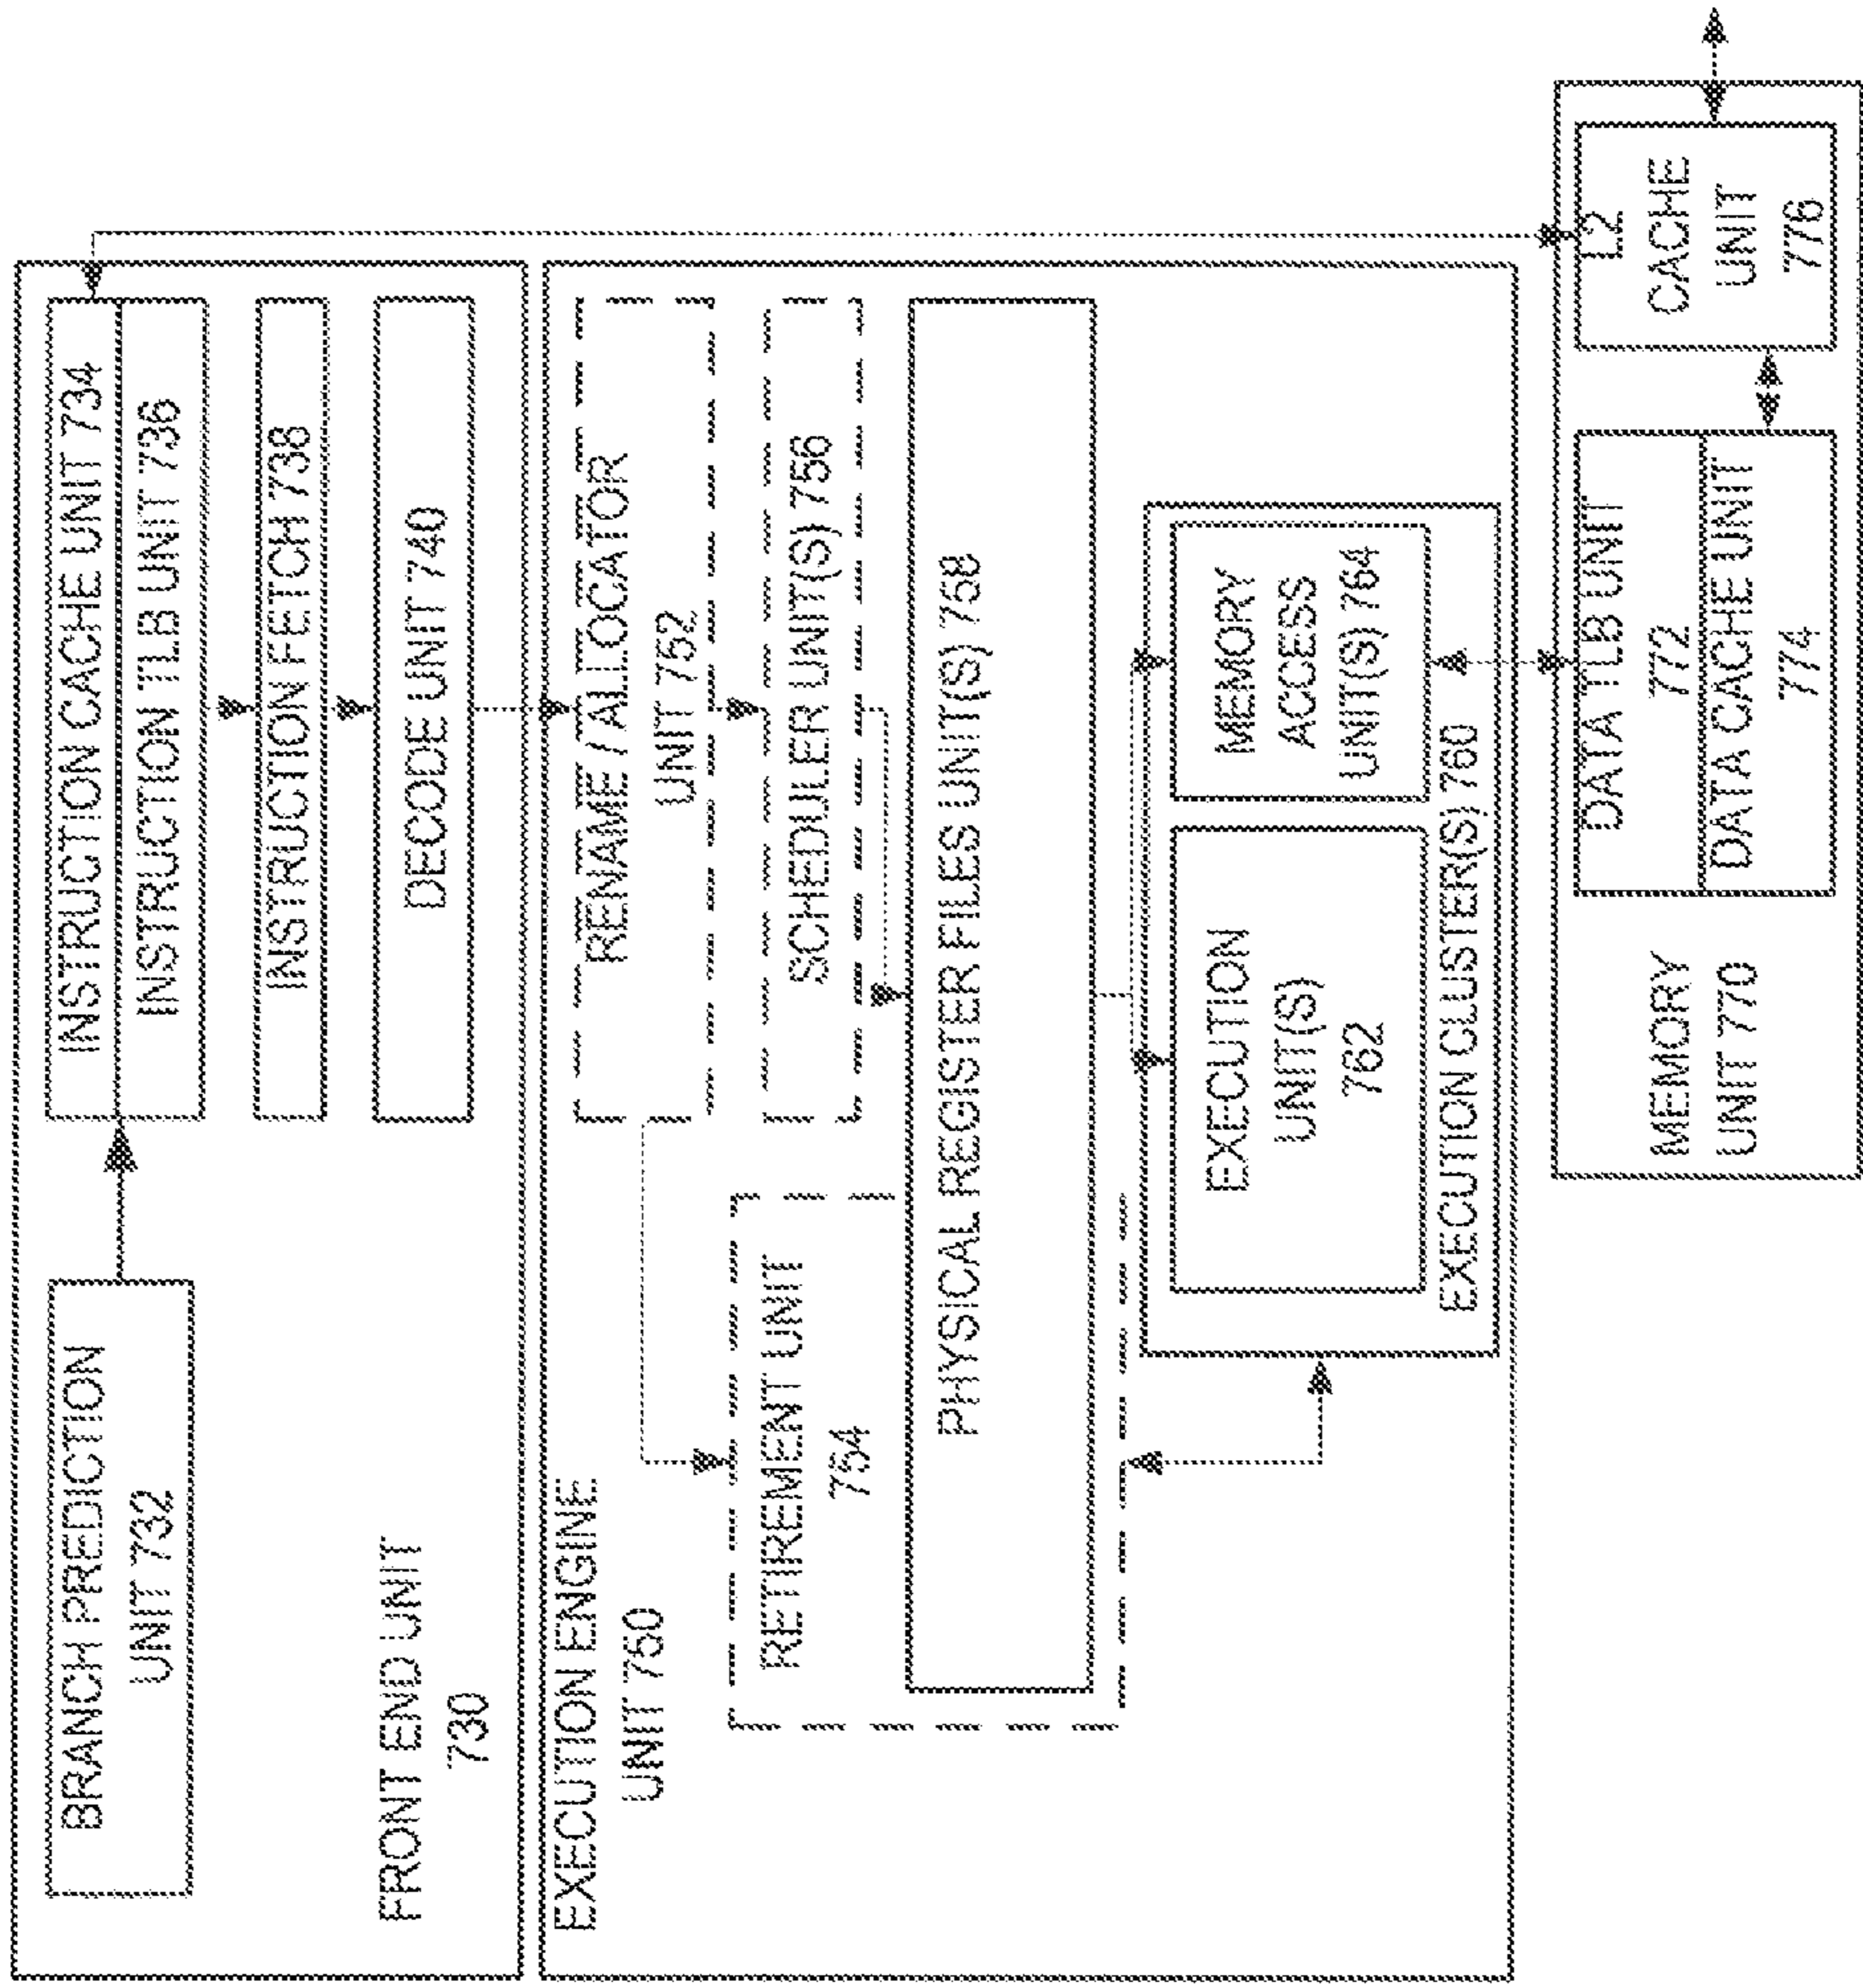 BRANCH PREDICTION
UNIT 732
INSTRUCTION CACHE UNIT 734
INSTRUCTION TLB UNIT 736
INSTRUCTION FETCH 738
FRONT END UNIT
730
DECODE UNIT 740
EXECUTION ENGINE
UNIT 750
RENAME / ALLOCATOR
UNIT 752
RETIREMENT UNIT
754
SCHEDULER UNIT(S) 756
PHYSICAL REGISTER FILES UNIT(S) 758
EXECUTION
UNIT(S)
762
MEMORY
ACCESS
UNIT(S) 764
EXECUTION CLUSTER(S) 760
MEMORY
UNIT 770
DATA TLB UNIT
772
DATA CACHE UNIT
774
L2
CACHE
UNIT
776